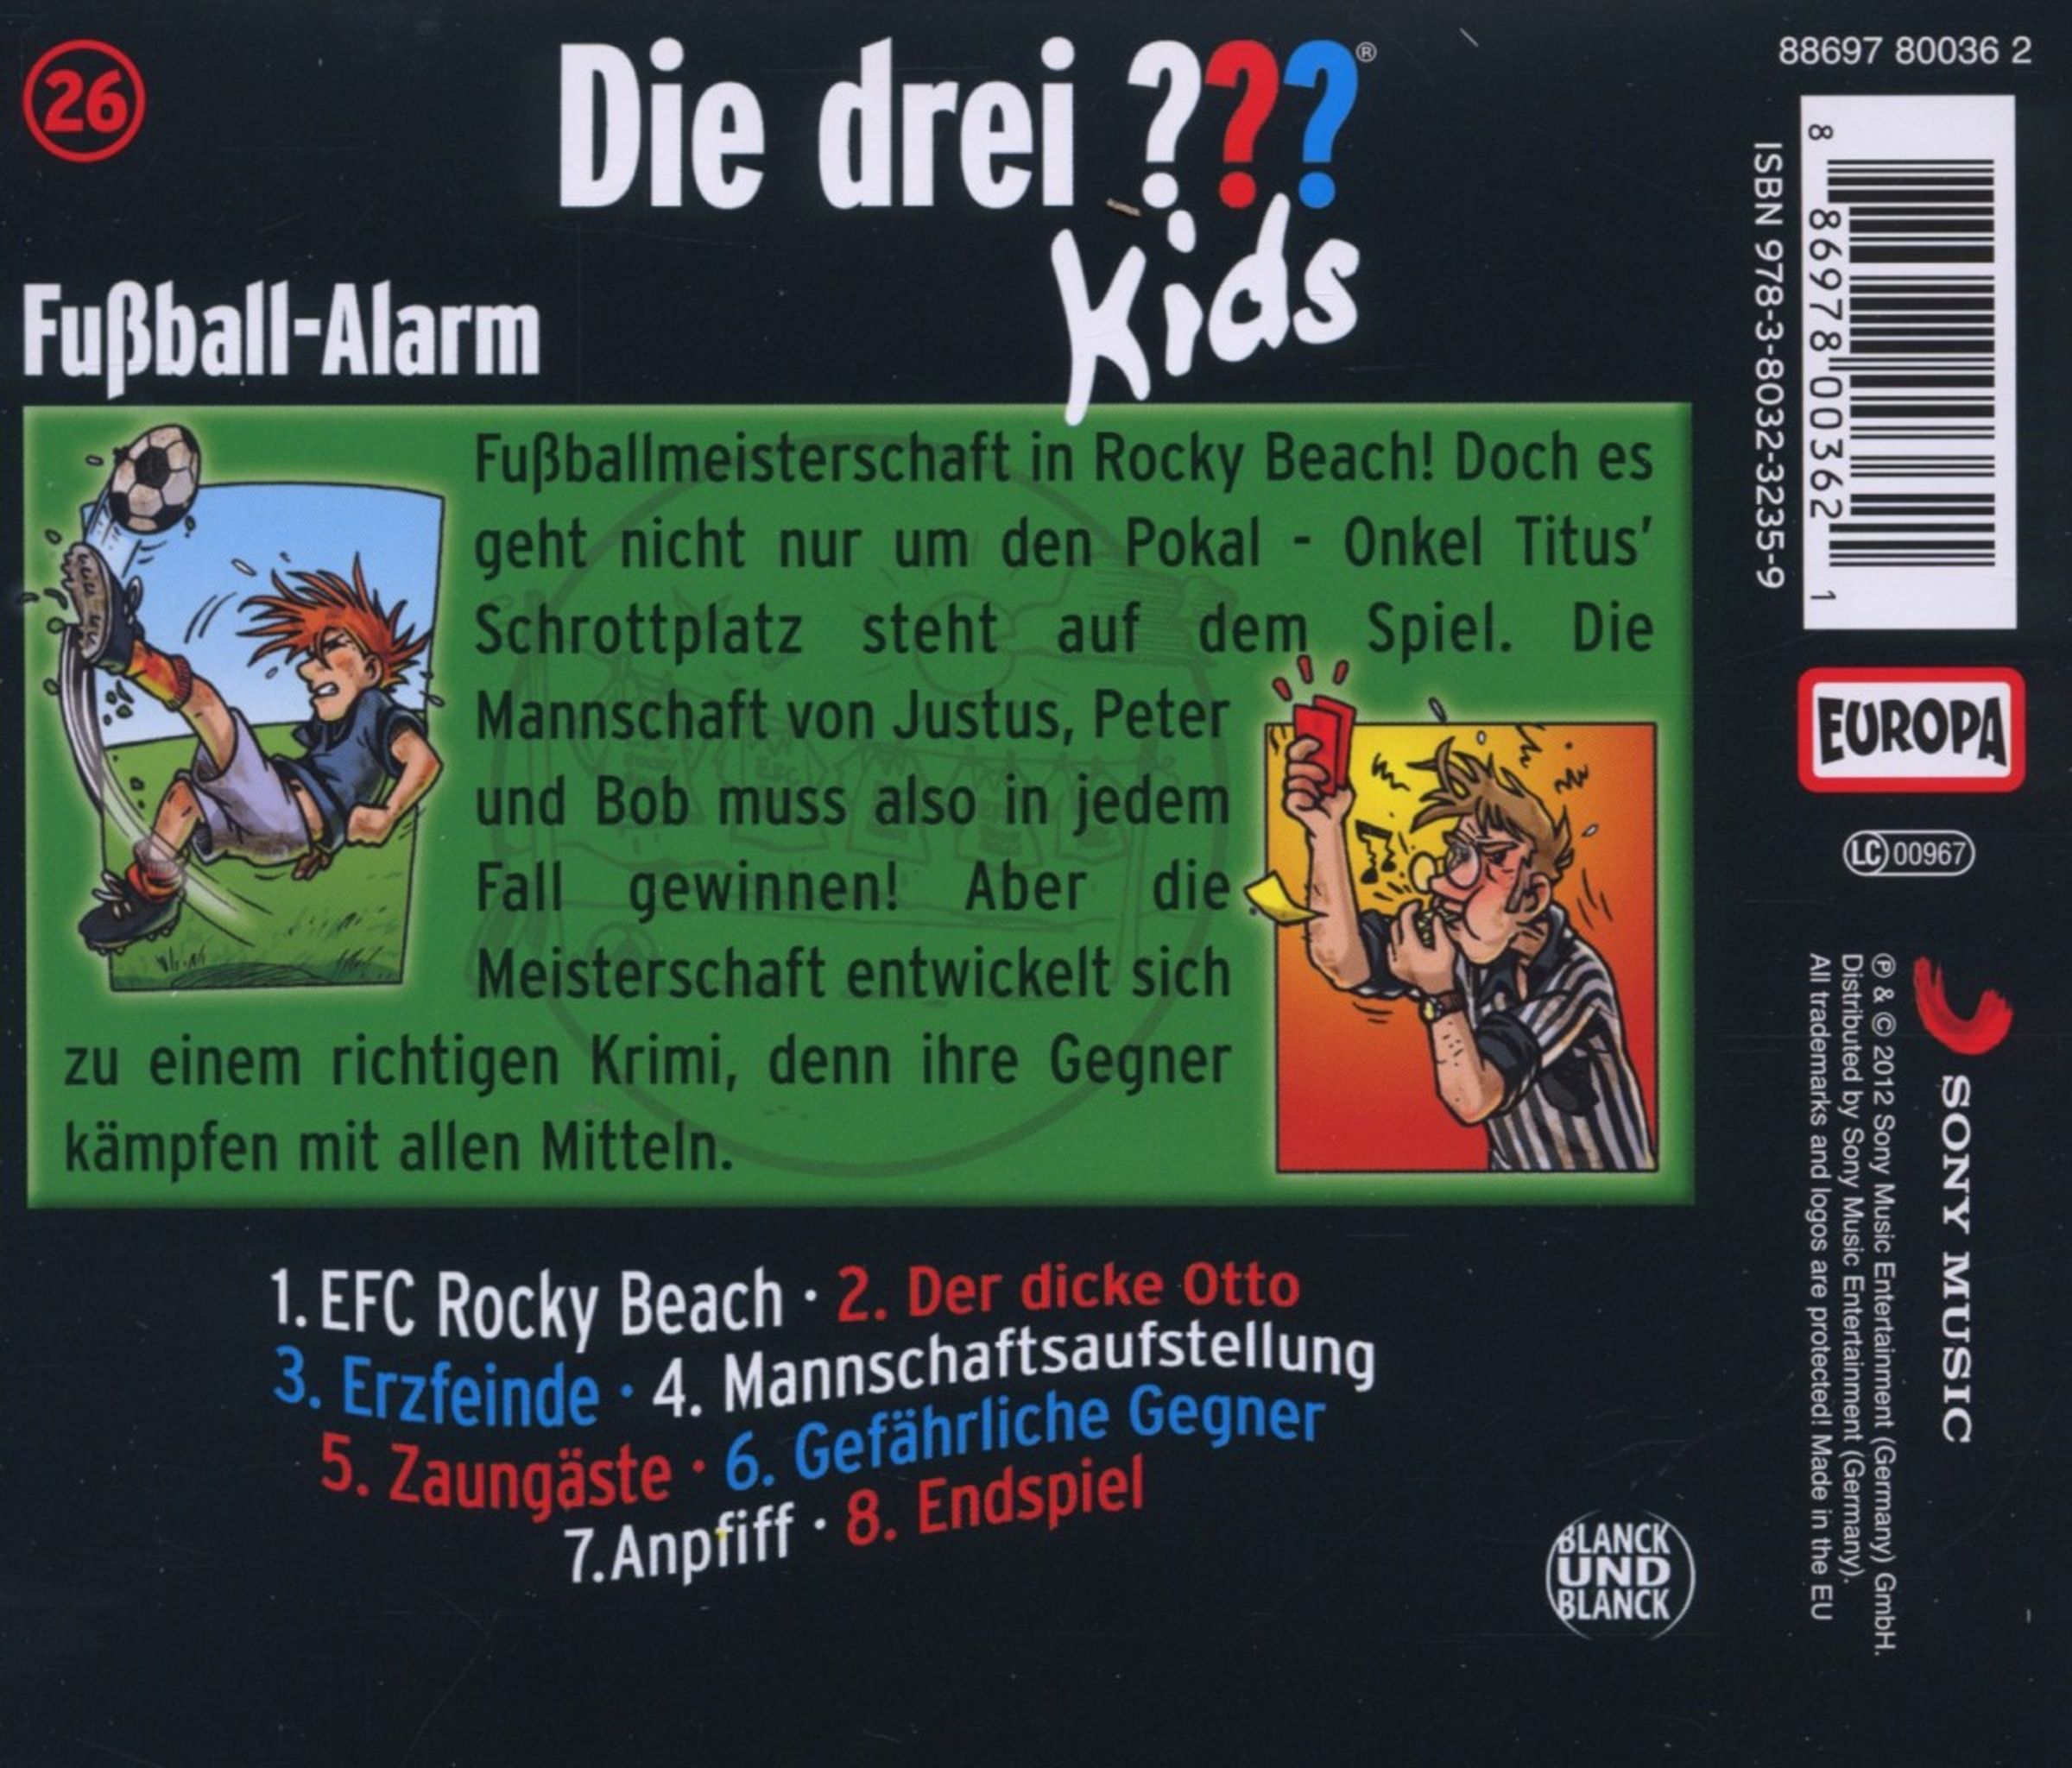 26
Die drei ???®
Kids
Fußball-Alarm
Fußballmeisterschaft in Rocky Beach! Doch es
geht nicht nur um den Pokal - Onkel Titus’
Schrottplatz steht auf dem Spiel. Die
Mannschaft von Justus, Peter
und Bob muss also in jedem
Fall gewinnen! Aber die
Meisterschaft entwickelt sich
zu einem richtigen Krimi, denn ihre Gegner
kämpfen mit allen Mitteln.
1. EFC Rocky Beach · 2. Der dicke Otto
3. Erzfeinde · 4. Mannschaftsaufstellung
5. Zaungäste · 6. Gefährliche Gegner
7. Anpfiff · 8. Endspiel
BLANCK
UND
BLANCK
88697 80036 2
ISBN 978-3-8032-3235-9
8 86978 00362 1
EUROPA
LC 00967
SONY MUSIC
℗ & © 2012 Sony Music Entertainment (Germany) GmbH.
Distributed by Sony Music Entertainment (Germany).
All trademarks and logos are protected! Made in the EU